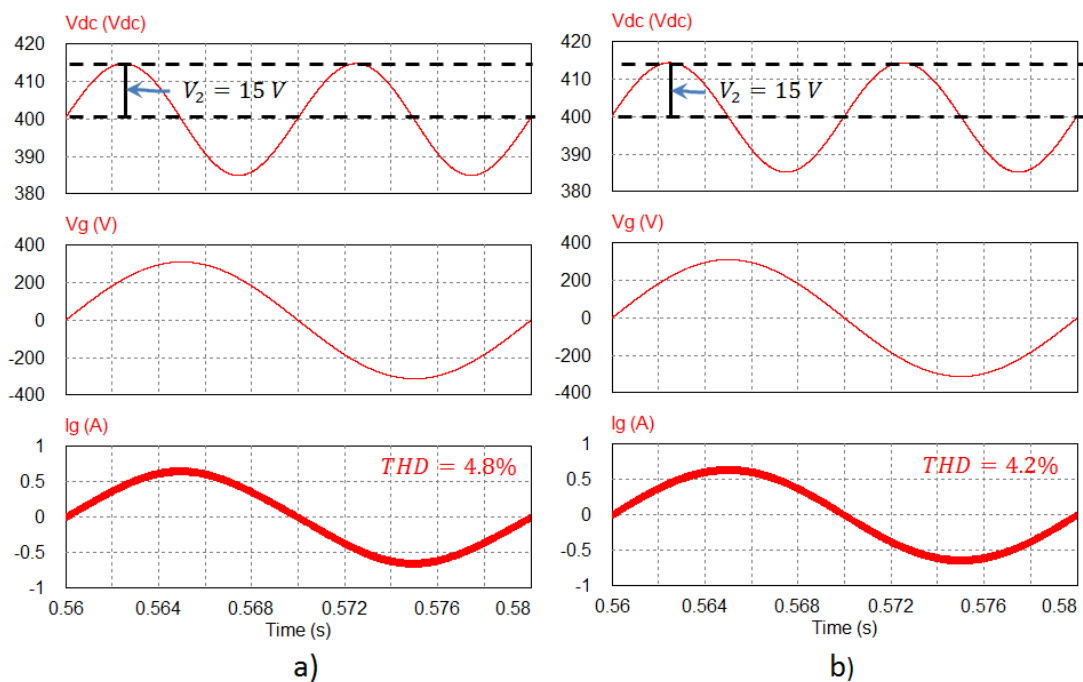 Vdc (Vdc)
420
410
400
390
380
V₂ = 15 V
Vg (V)
400
200
0
-200
-400
Ig (A)
1
0.5
0
-0.5
-1
THD = 4.8%
0.56 0.564 0.568 0.572 0.576 0.58
Time (s)
a)
Vdc (Vdc)
420
410
400
390
380
V₂ = 15 V
Vg (V)
400
200
0
-200
-400
Ig (A)
1
0.5
0
-0.5
-1
THD = 4.2%
0.56 0.564 0.568 0.572 0.576 0.58
Time (s)
b)